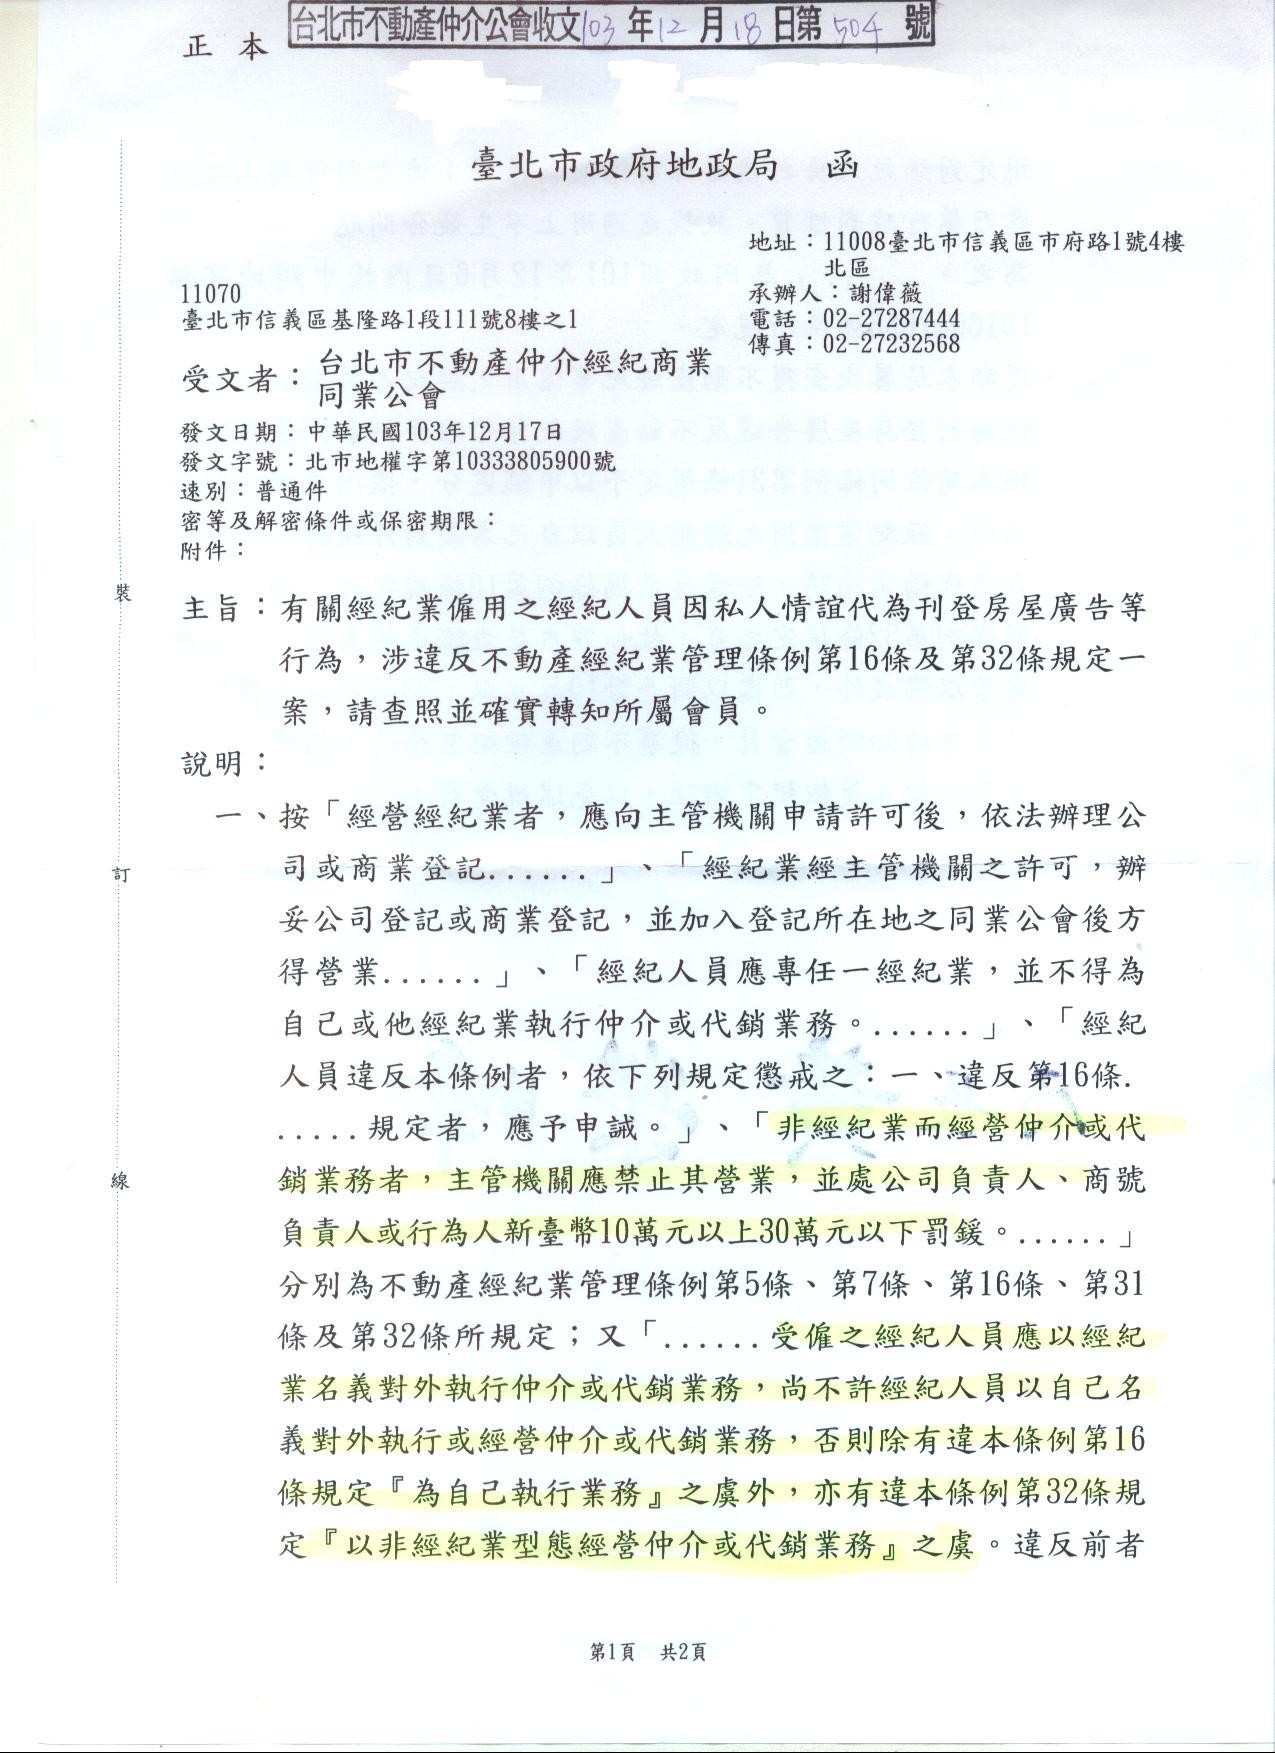 正本
台北市不動產仲介公會收文103年12月18日第504號
臺北市政府地政局 函
地址：11008臺北市信義區市府路1號4樓
北區
承辦人：謝偉薇
電話：02-27287444
傳真：02-27232568
11070
臺北市信義區基隆路1段111號8樓之1
受文者：台北市不動產仲介經紀商業
同業公會
發文日期：中華民國103年12月17日
發文字號：北市地權字第10333805900號
速別：普通件
密等及解密條件或保密期限：
附件：
主旨：有關經紀業僱用之經紀人員因私人情誼代為刊登房屋廣告等
行為，涉違反不動產經紀業管理條例第16條及第32條規定一
案，請查照並確實轉知所屬會員。
說明：
一、按「經營經紀業者，應向主管機關申請許可後，依法辦理公
司或商業登記......」、「經紀業經主管機關之許可，辦
妥公司登記或商業登記，並加入登記所在地之同業公會後方
得營業......」、「經紀人員應專任一經紀業，並不得為
自己或他經紀業執行仲介或代銷業務。......」、「經紀
人員違反本條例者，依下列規定懲戒之：一、違反第16條.
.....規定者，應予申誡。」、「非經紀業而經營仲介或代
銷業務者，主管機關應禁止其營業，並處公司負責人、商號
負責人或行為人新臺幣10萬元以上30萬元以下罰鍰。......」
分別為不動產經紀業管理條例第5條、第7條、第16條、第31
條及第32條所規定；又「......受僱之經紀人員應以經紀
業名義對外執行仲介或代銷業務，尚不許經紀人員以自己名
義對外執行或經營仲介或代銷業務，否則除有違本條例第16
條規定『為自己執行業務』之虞外，亦有違本條例第32條規
定『以非經紀業型態經營仲介或代銷業務』之虞。違反前者
裝
訂
線
第1頁 共2頁